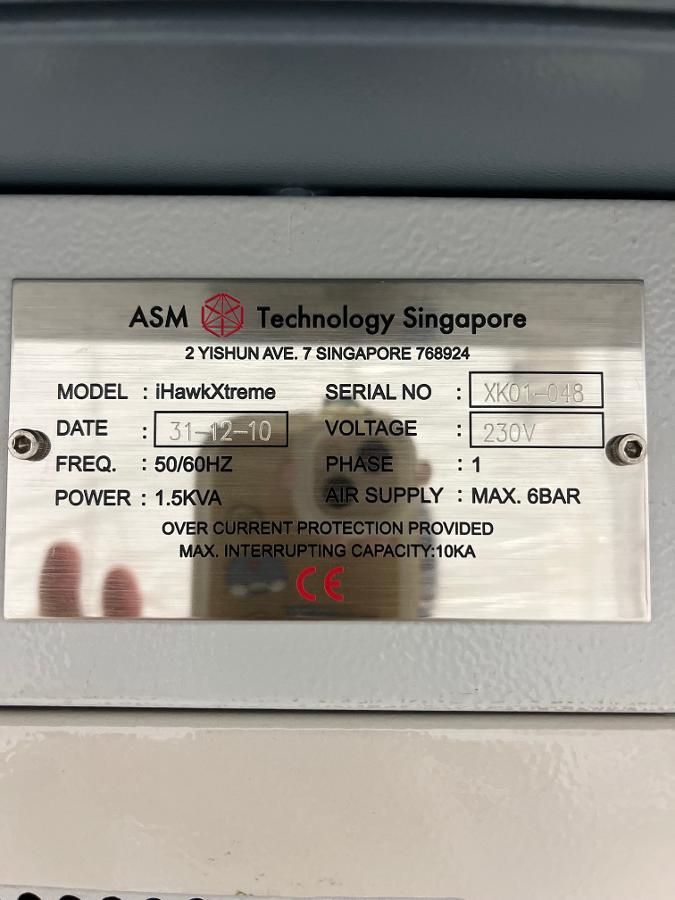 ASM Technology Singapore
2 YISHUN AVE. 7 SINGAPORE 768924
MODEL : iHawkXtreme SERIAL NO : XK01-048
DATE : 31-12-10 VOLTAGE : 230V
FREQ. : 50/60HZ PHASE : 1
POWER : 1.5KVA AIR SUPPLY : MAX. 6BAR
OVER CURRENT PROTECTION PROVIDED
MAX. INTERRUPTING CAPACITY:10KA
CE